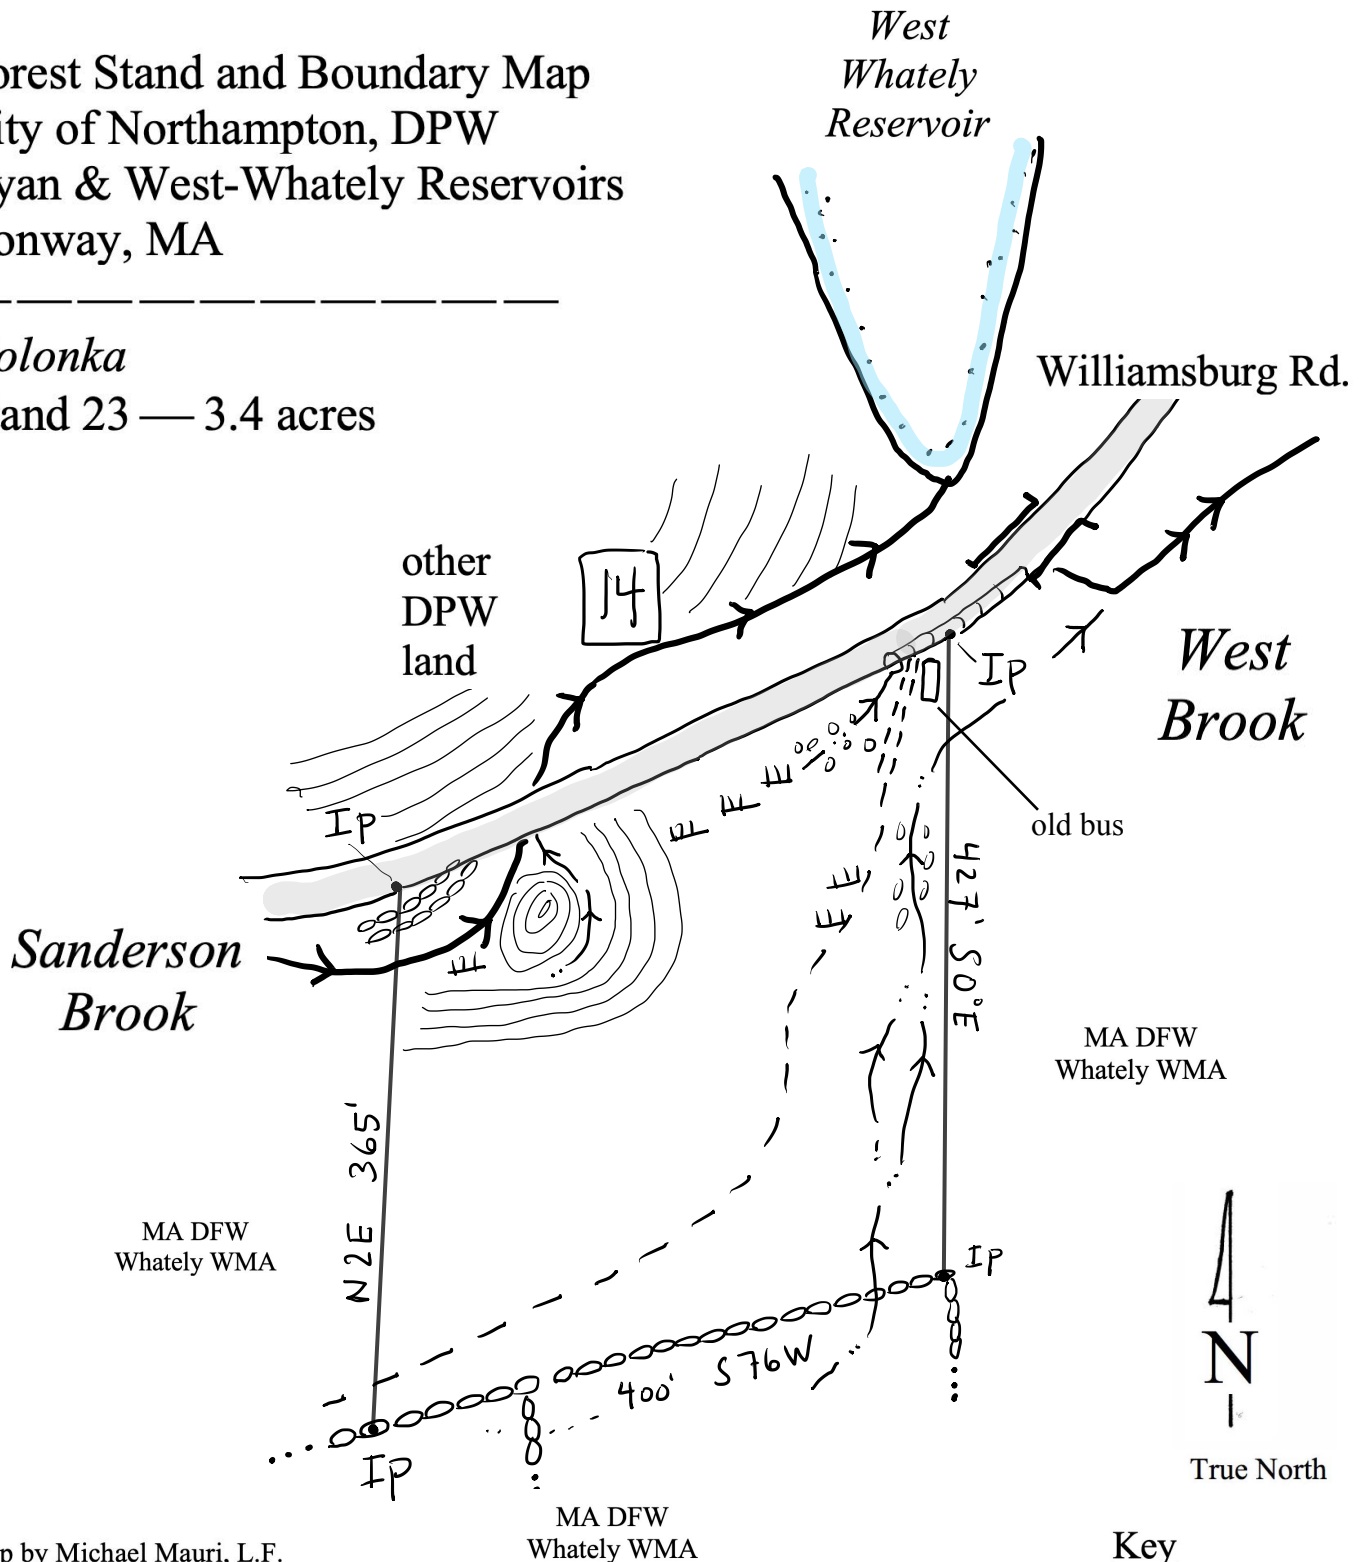 West
Whately
Reservoir
orest Stand and Boundary Map
ity of Northampton, DPW
yan & West-Whately Reservoirs
onway, MA
olonka
and 23 — 3.4 acres
Williamsburg Rd.
other
DPW
land
14
West
Brook
Ip
Ip
old bus
Sanderson
Brook
427' S0°E
MA DFW
Whately WMA
N2E 365'
MA DFW
Whately WMA
Ip
400' S76W
Ip
N
True North
MA DFW
Whately WMA
p by Michael Mauri, L.F.
Key